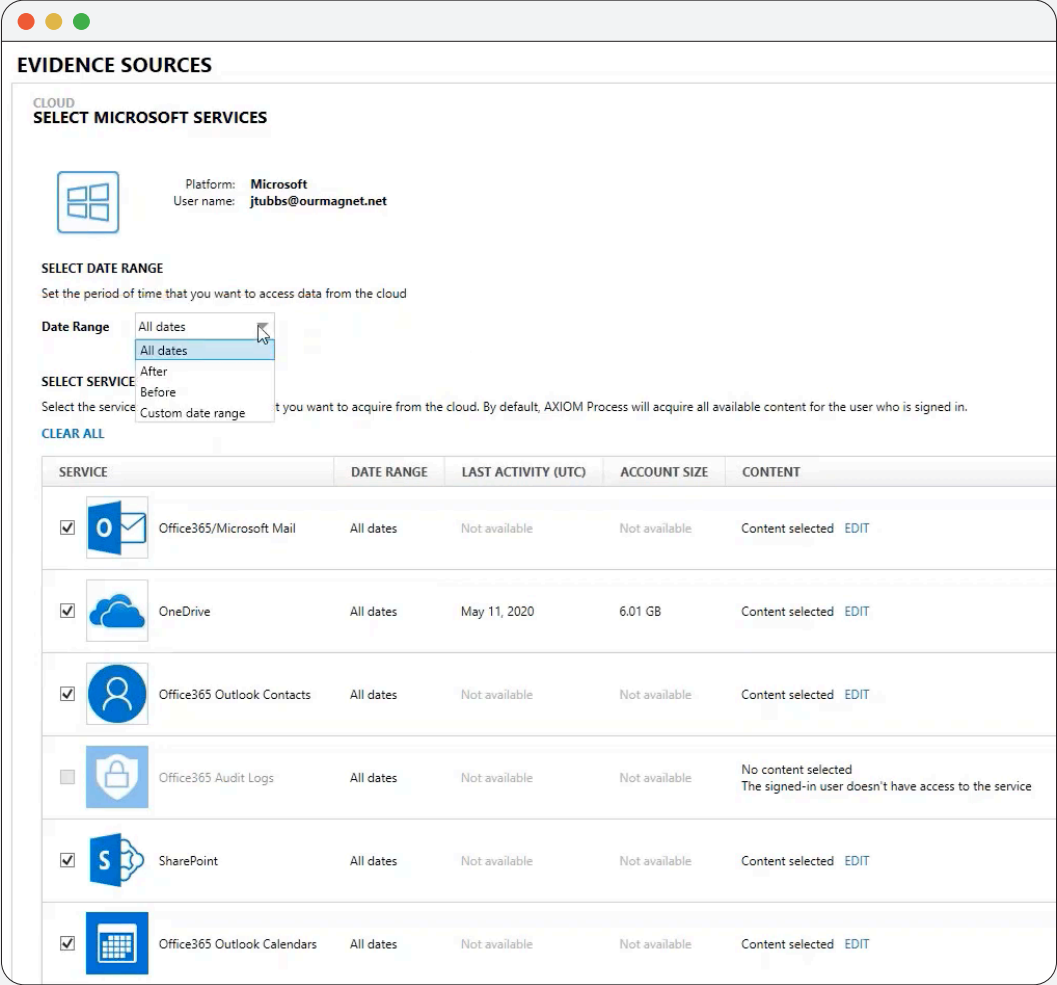 EVIDENCE SOURCES
CLOUD
SELECT MICROSOFT SERVICES
Platform: Microsoft
User name: jtubbs@ourmagnet.net
SELECT DATE RANGE
Set the period of time that you want to access data from the cloud
Date Range All dates
All dates
After
SELECT SERVICE
Before
Select the service
Custom date range
t you want to acquire from the cloud. By default, AXIOM Process will acquire all available content for the user who is signed in.
CLEAR ALL
SERVICE DATE RANGE LAST ACTIVITY (UTC) ACCOUNT SIZE CONTENT
O Office365/Microsoft Mail All dates Not available Not available Content selected EDIT
OneDrive All dates May 11, 2020 6.01 GB Content selected EDIT
Office365 Outlook Contacts All dates Not available Not available Content selected EDIT
Office365 Audit Logs All dates Not available Not available No content selected
The signed-in user doesn't have access to the service
S SharePoint All dates Not available Not available Content selected EDIT
Office365 Outlook Calendars All dates Not available Not available Content selected EDIT